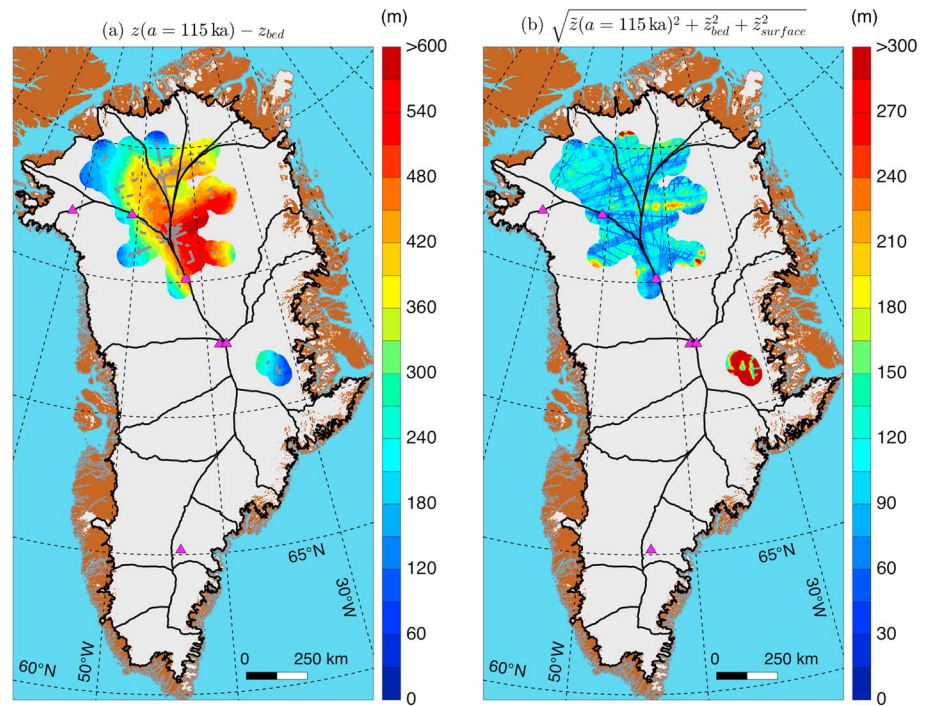 (a) z(a = 115 ka) − z_bed
(m)
>600
540
480
420
360
300
240
180
120
60
0
65°N
30°W
60°N
50°W
0 250 km
(b) √(z̃(a = 115 ka)² + z̃²_bed + z̃²_surface)
(m)
>300
270
240
210
180
150
120
90
60
30
0
65°N
30°W
60°N
50°W
0 250 km